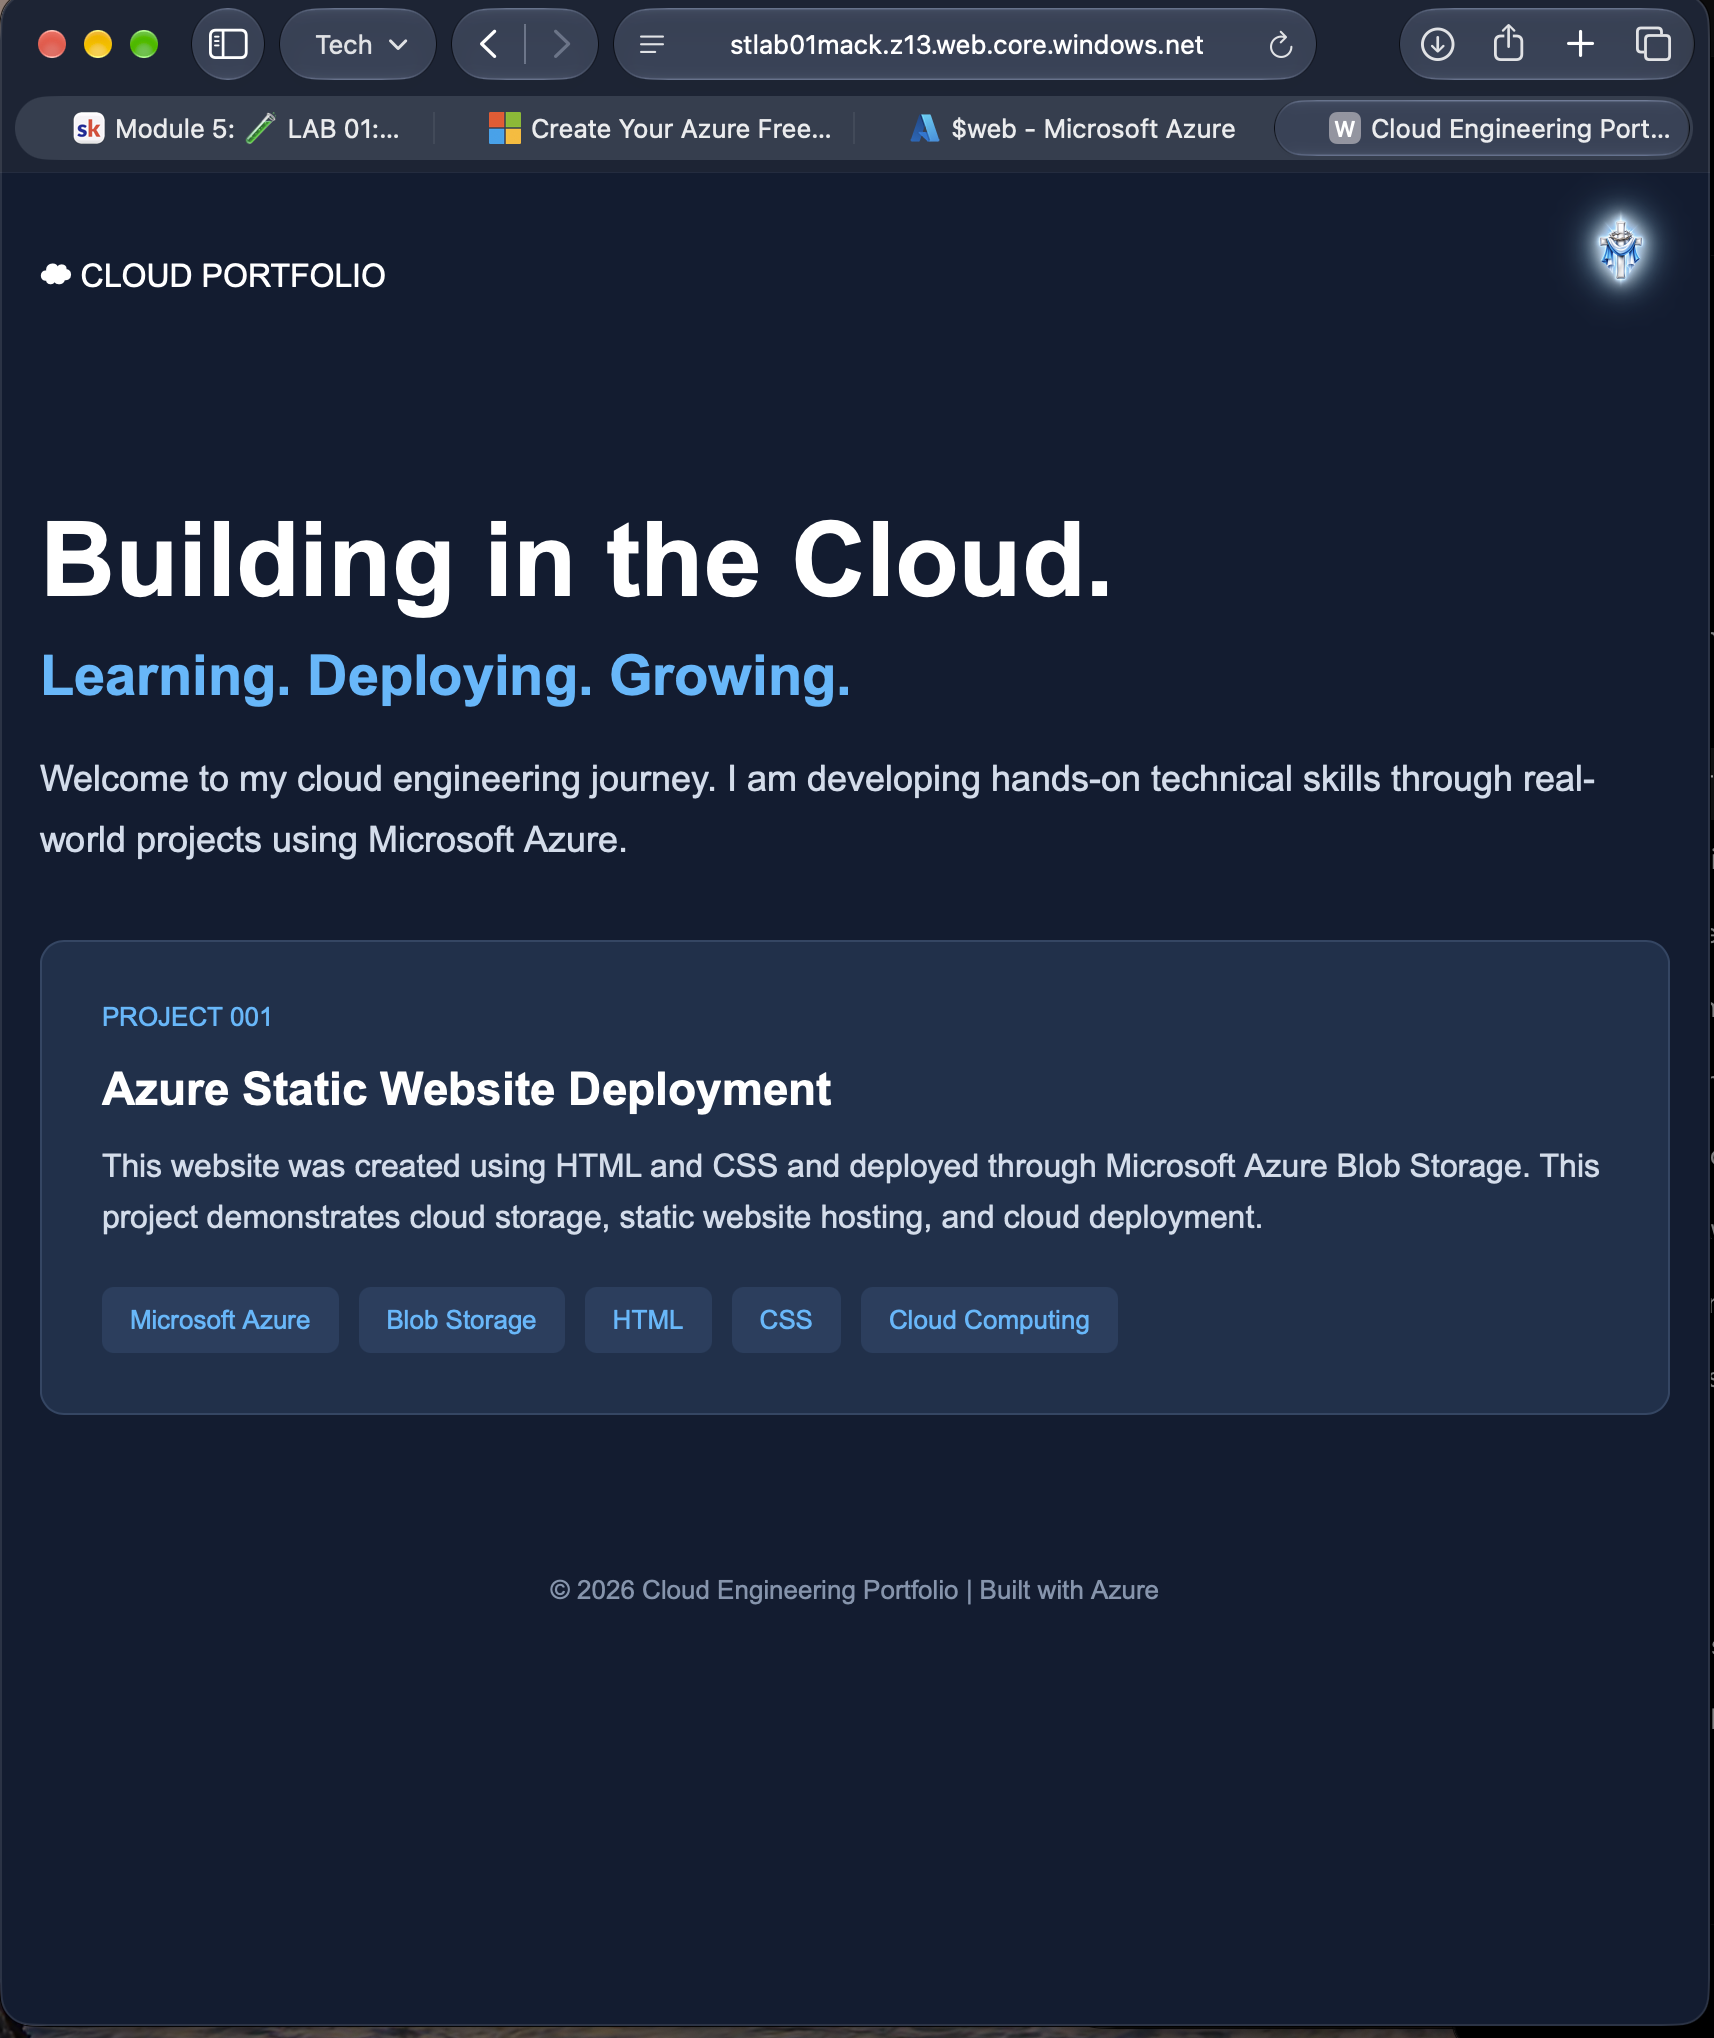 Tech
stlab01mack.z13.web.core.windows.net
sk Module 5: LAB 01:...
Create Your Azure Free...
$web - Microsoft Azure
W Cloud Engineering Port...
CLOUD PORTFOLIO
Building in the Cloud.
Learning. Deploying. Growing.
Welcome to my cloud engineering journey. I am developing hands-on technical skills through real-
world projects using Microsoft Azure.
PROJECT 001
Azure Static Website Deployment
This website was created using HTML and CSS and deployed through Microsoft Azure Blob Storage. This
project demonstrates cloud storage, static website hosting, and cloud deployment.
Microsoft Azure
Blob Storage
HTML
CSS
Cloud Computing
© 2026 Cloud Engineering Portfolio | Built with Azure